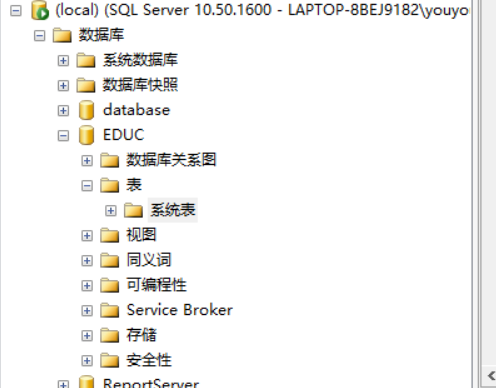 (local) (SQL Server 10.50.1600 - LAPTOP-8BEJ9182\youyo
数据库
系统数据库
数据库快照
database
EDUC
数据库关系图
表
系统表
视图
同义词
可编程性
Service Broker
存储
安全性
ReportServer